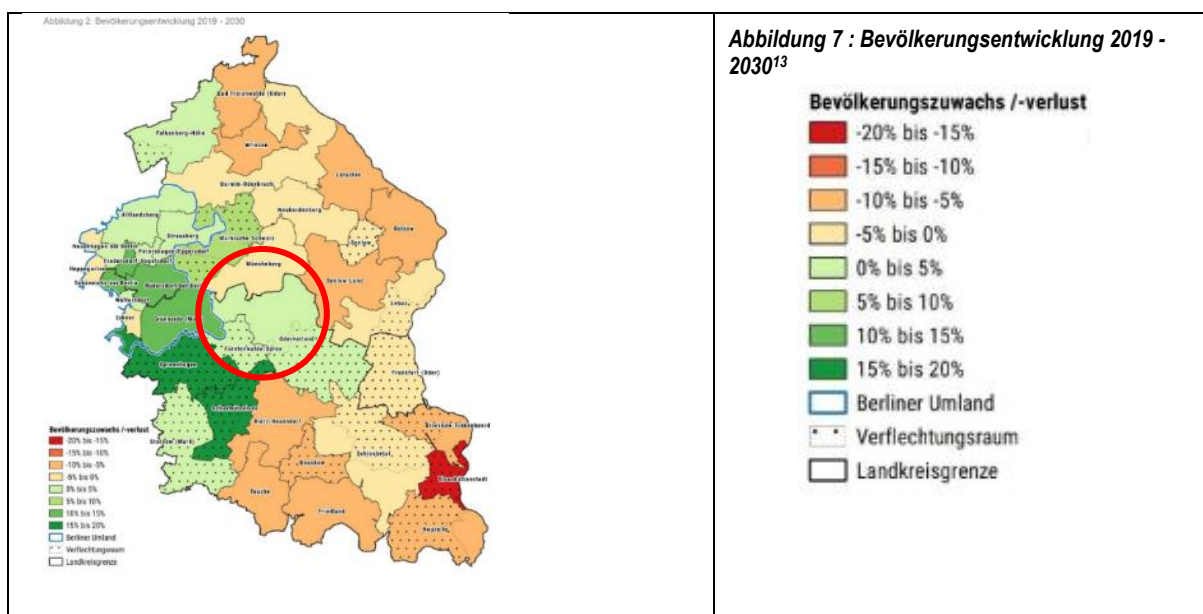 Abbildung 2: Bevölkerungsentwicklung 2019 - 2030
Bad Freienwalde (Oder)
Falkenberg-Höhe
Wriezen
Barnim-Oderbruch
Letschin
Neuhardenberg
Altlandsberg
Strausberg
Märkische Schweiz
Golzow
Seelow
Neuenhagen bei Berlin
Petershagen/Eggersdorf
Fredersdorf-Vogelsdorf
Hoppegarten
Müncheberg
Seelow-Land
Schöneiche bei Berlin
Rüdersdorf bei Berlin
Woltersdorf
Lebus
Erkner
Grünheide (Mark)
Odervorland
Fürstenwalde/Spree
Spreenhagen
Frankfurt (Oder)
Scharmützelsee
Rietz-Neuendorf
Brieskow-Finkenheerd
Storkow (Mark)
Schlaubetal
Beeskow
Eisenhüttenstadt
Tauche
Friedland
Neuzelle
Bevölkerungszuwachs /-verlust
-20% bis -15%
-15% bis -10%
-10% bis -5%
-5% bis 0%
0% bis 5%
5% bis 10%
10% bis 15%
15% bis 20%
Berliner Umland
Verflechtungsraum
Landkreisgrenze
Abbildung 7 : Bevölkerungsentwicklung 2019 -
2030¹³
Bevölkerungszuwachs /-verlust
-20% bis -15%
-15% bis -10%
-10% bis -5%
-5% bis 0%
0% bis 5%
5% bis 10%
10% bis 15%
15% bis 20%
Berliner Umland
Verflechtungsraum
Landkreisgrenze